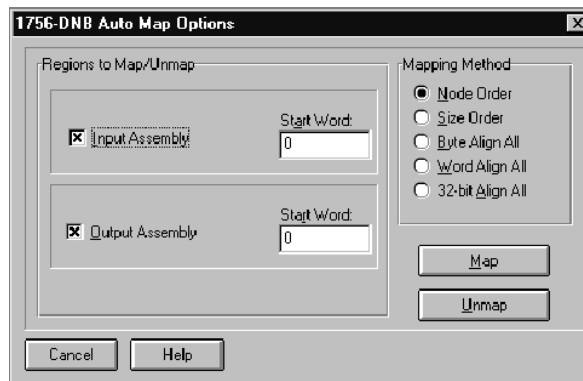 1756-DNB Auto Map Options
Regions to Map/Unmap
Input Assembly
Start Word:
0
Output Assembly
Start Word:
0
Mapping Method
Node Order
Size Order
Byte Align All
Word Align All
32-bit Align All
Map
Unmap
Cancel
Help